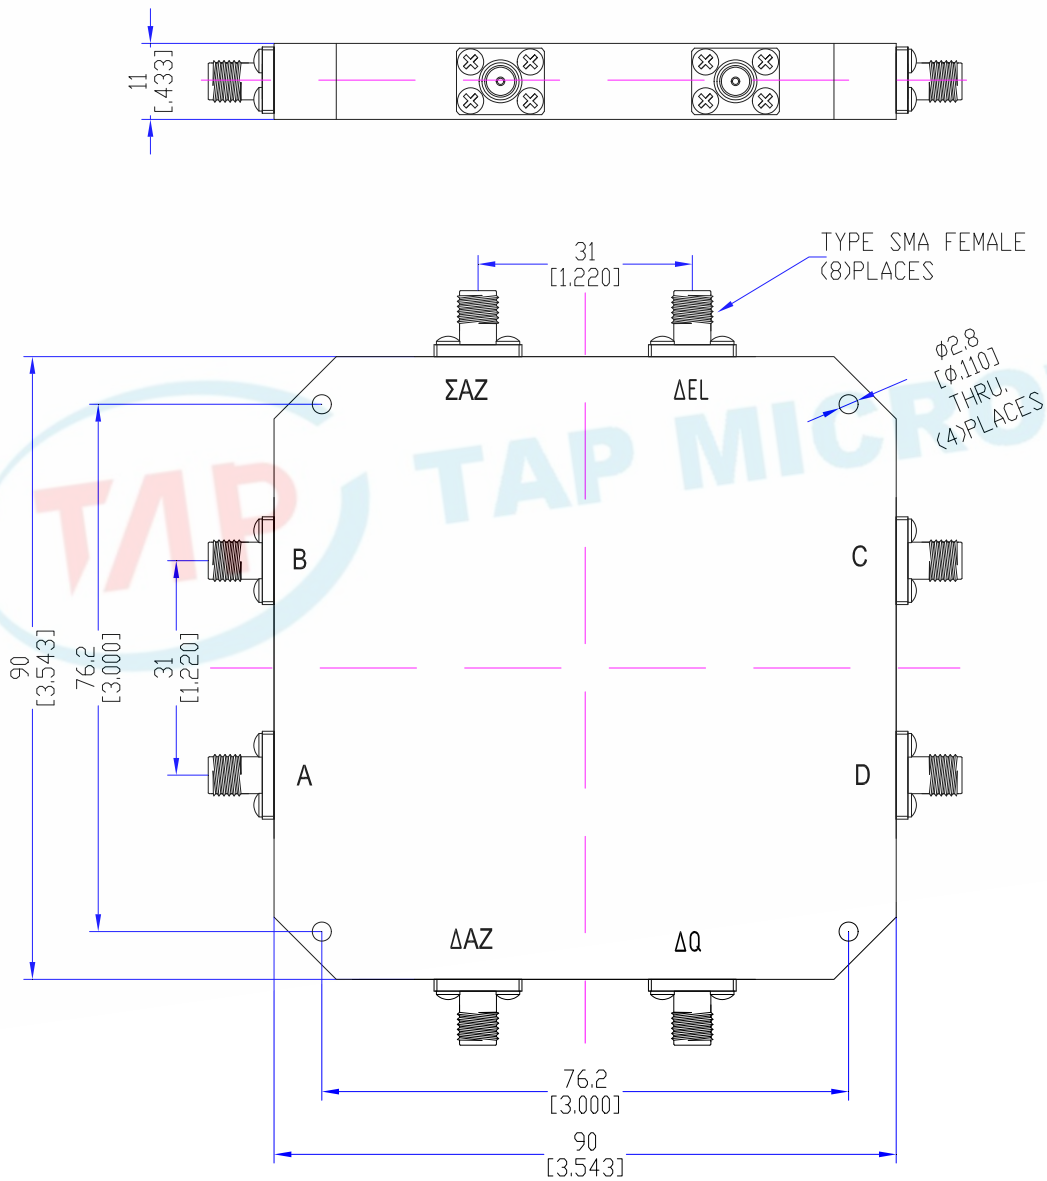 11
[.433]
31
[1.220]
TYPE SMA FEMALE
(8)PLACES
ø2.8
[ø.110]
THRU.
(4)PLACES
ΣAZ
ΔEL
TAP
TAP MICRO
B
C
90
[3.543]
76.2
[3.000]
31
[1.220]
A
D
ΔAZ
ΔQ
76.2
[3.000]
90
[3.543]